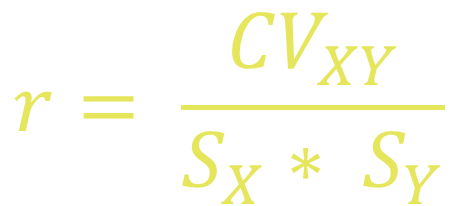 r = CV_XY / S_X * S_Y